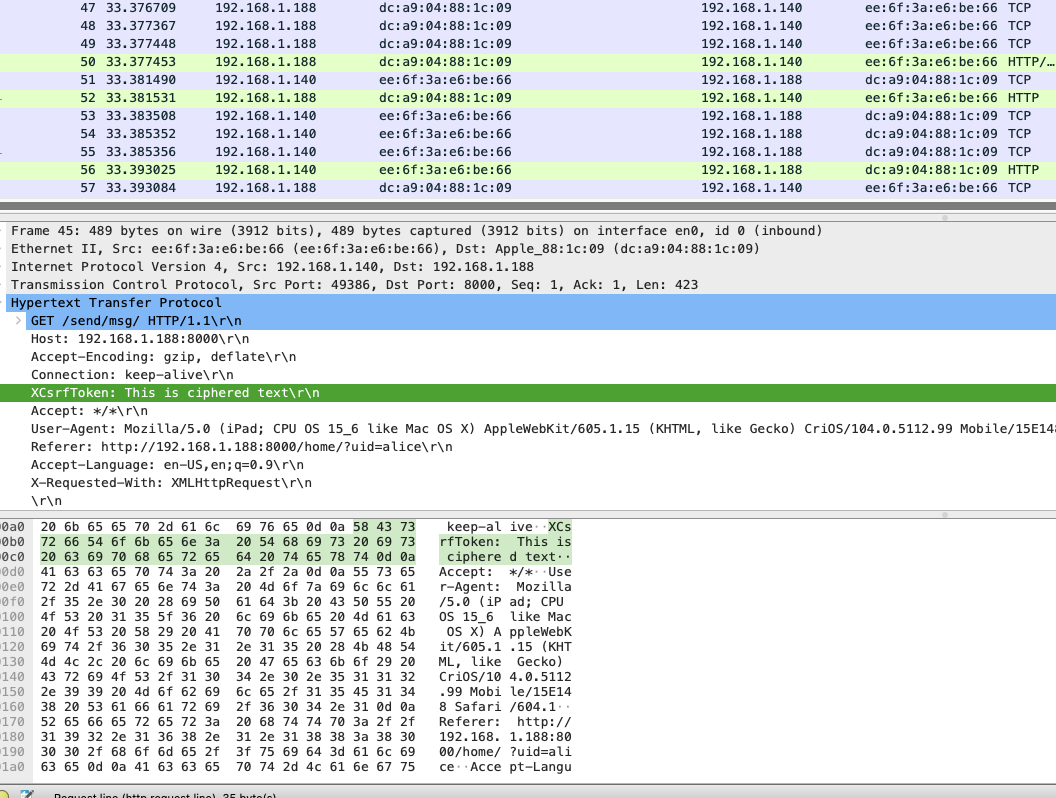 47 33.376709 192.168.1.188 dc:a9:04:88:1c:09 192.168.1.140 ee:6f:3a:e6:be:66 TCP
48 33.377367 192.168.1.188 dc:a9:04:88:1c:09 192.168.1.140 ee:6f:3a:e6:be:66 TCP
49 33.377448 192.168.1.188 dc:a9:04:88:1c:09 192.168.1.140 ee:6f:3a:e6:be:66 TCP
50 33.377453 192.168.1.188 dc:a9:04:88:1c:09 192.168.1.140 ee:6f:3a:e6:be:66 HTTP/…
51 33.381490 192.168.1.140 ee:6f:3a:e6:be:66 192.168.1.188 dc:a9:04:88:1c:09 TCP
52 33.381531 192.168.1.188 dc:a9:04:88:1c:09 192.168.1.140 ee:6f:3a:e6:be:66 HTTP
53 33.383508 192.168.1.140 ee:6f:3a:e6:be:66 192.168.1.188 dc:a9:04:88:1c:09 TCP
54 33.385352 192.168.1.140 ee:6f:3a:e6:be:66 192.168.1.188 dc:a9:04:88:1c:09 TCP
55 33.385356 192.168.1.140 ee:6f:3a:e6:be:66 192.168.1.188 dc:a9:04:88:1c:09 TCP
56 33.393025 192.168.1.140 ee:6f:3a:e6:be:66 192.168.1.188 dc:a9:04:88:1c:09 HTTP
57 33.393084 192.168.1.188 dc:a9:04:88:1c:09 192.168.1.140 ee:6f:3a:e6:be:66 TCP
Frame 45: 489 bytes on wire (3912 bits), 489 bytes captured (3912 bits) on interface en0, id 0 (inbound)
Ethernet II, Src: ee:6f:3a:e6:be:66 (ee:6f:3a:e6:be:66), Dst: Apple_88:1c:09 (dc:a9:04:88:1c:09)
Internet Protocol Version 4, Src: 192.168.1.140, Dst: 192.168.1.188
Transmission Control Protocol, Src Port: 49386, Dst Port: 8000, Seq: 1, Ack: 1, Len: 423
Hypertext Transfer Protocol
GET /send/msg/ HTTP/1.1\r\n
Host: 192.168.1.188:8000\r\n
Accept-Encoding: gzip, deflate\r\n
Connection: keep-alive\r\n
XCsrfToken: This is ciphered text\r\n
Accept: */*\r\n
User-Agent: Mozilla/5.0 (iPad; CPU OS 15_6 like Mac OS X) AppleWebKit/605.1.15 (KHTML, like Gecko) CriOS/104.0.5112.99 Mobile/15E148
Referer: http://192.168.1.188:8000/home/?uid=alice\r\n
Accept-Language: en-US,en;q=0.9\r\n
X-Requested-With: XMLHttpRequest\r\n
\r\n
00a0 20 6b 65 65 70 2d 61 6c 69 76 65 0d 0a 58 43 73 keep-al ive··XCs
00b0 72 66 54 6f 6b 65 6e 3a 20 54 68 69 73 20 69 73 rfToken: This is
00c0 20 63 69 70 68 65 72 65 64 20 74 65 78 74 0d 0a ciphere d text··
00d0 41 63 63 65 70 74 3a 20 2a 2f 2a 0d 0a 55 73 65 Accept: */*··Use
00e0 72 2d 41 67 65 6e 74 3a 20 4d 6f 7a 69 6c 6c 61 r-Agent: Mozilla
00f0 2f 35 2e 30 20 28 69 50 61 64 3b 20 43 50 55 20 /5.0 (iP ad; CPU
0100 4f 53 20 31 35 5f 36 20 6c 69 6b 65 20 4d 61 63 OS 15_6 like Mac
0110 20 4f 53 20 58 29 20 41 70 70 6c 65 57 65 62 4b OS X) A ppleWebK
0120 69 74 2f 36 30 35 2e 31 2e 31 35 20 28 4b 48 54 it/605.1 .15 (KHT
0130 4d 4c 2c 20 6c 69 6b 65 20 47 65 63 6b 6f 29 20 ML, like Gecko)
0140 43 72 69 4f 53 2f 31 30 34 2e 30 2e 35 31 31 32 CriOS/10 4.0.5112
0150 2e 39 39 20 4d 6f 62 69 6c 65 2f 31 35 45 31 34 .99 Mobi le/15E14
0160 38 20 53 61 66 61 72 69 2f 36 30 34 2e 31 0d 0a 8 Safari /604.1··
0170 52 65 66 65 72 65 72 3a 20 68 74 74 70 3a 2f 2f Referer: http://
0180 31 39 32 2e 31 36 38 2e 31 2e 31 38 38 3a 38 30 192.168. 1.188:80
0190 30 30 2f 68 6f 6d 65 2f 3f 75 69 64 3d 61 6c 69 00/home/ ?uid=ali
01a0 63 65 0d 0a 41 63 63 65 70 74 2d 4c 61 6e 67 75 ce··Acce pt-Langu
Request line (http.request.line), 35 byte(s)